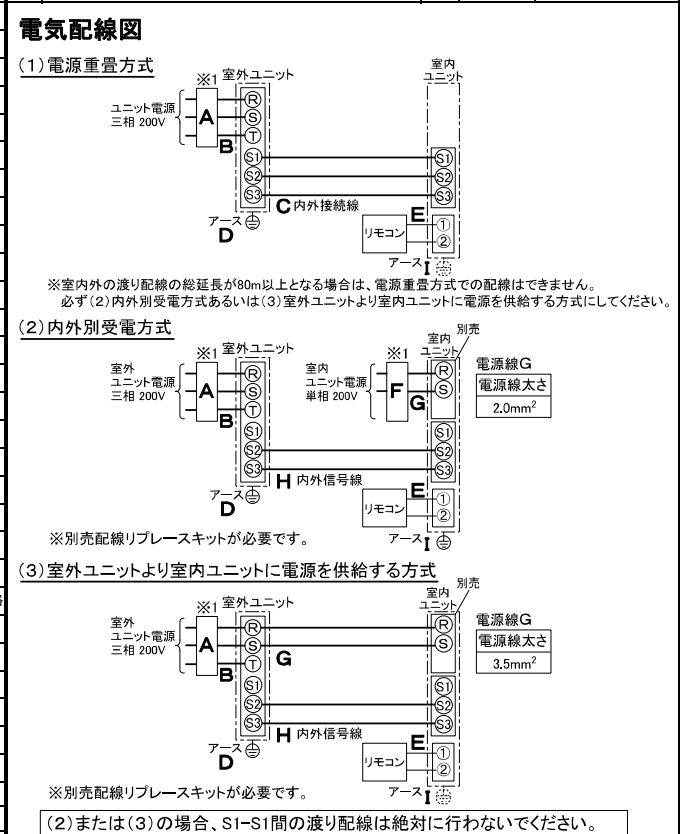 電気配線図
(1)電源重畳方式
※1 室外ユニット
室内
ユニット
ユニット電源
三相 200V
A
B
R
S
T
S1
S2
S3
S1
S2
S3
C 内外接続線
アース
D
リモコン
E
①
②
アース I
※室内外の渡り配線の総延長が80m以上となる場合は、電源重畳方式での配線はできません。
必ず(2)内外別受電方式あるいは(3)室外ユニットより室内ユニットに電源を供給する方式にしてください。
(2)内外別受電方式
※1 室外ユニット
室外
ユニット電源
三相 200V
A
B
R
S
T
S1
S2
S3
アース
D
室内
ユニット電源
単相 200V
※1
F
G
室内
ユニット
別売
R
S
S1
S2
S3
H 内外信号線
リモコン
E
①
②
アース I
電源線G
電源線太さ
2.0mm²
※別売配線リプレースキットが必要です。
(3)室外ユニットより室内ユニットに電源を供給する方式
※1 室外ユニット
室外
ユニット電源
三相 200V
A
B
R
S
T
S1
S2
S3
アース
D
G
室内
ユニット
別売
R
S
S1
S2
S3
H 内外信号線
リモコン
E
①
②
アース I
電源線G
電源線太さ
3.5mm²
※別売配線リプレースキットが必要です。
(2)または(3)の場合、S1-S1間の渡り配線は絶対に行わないでください。